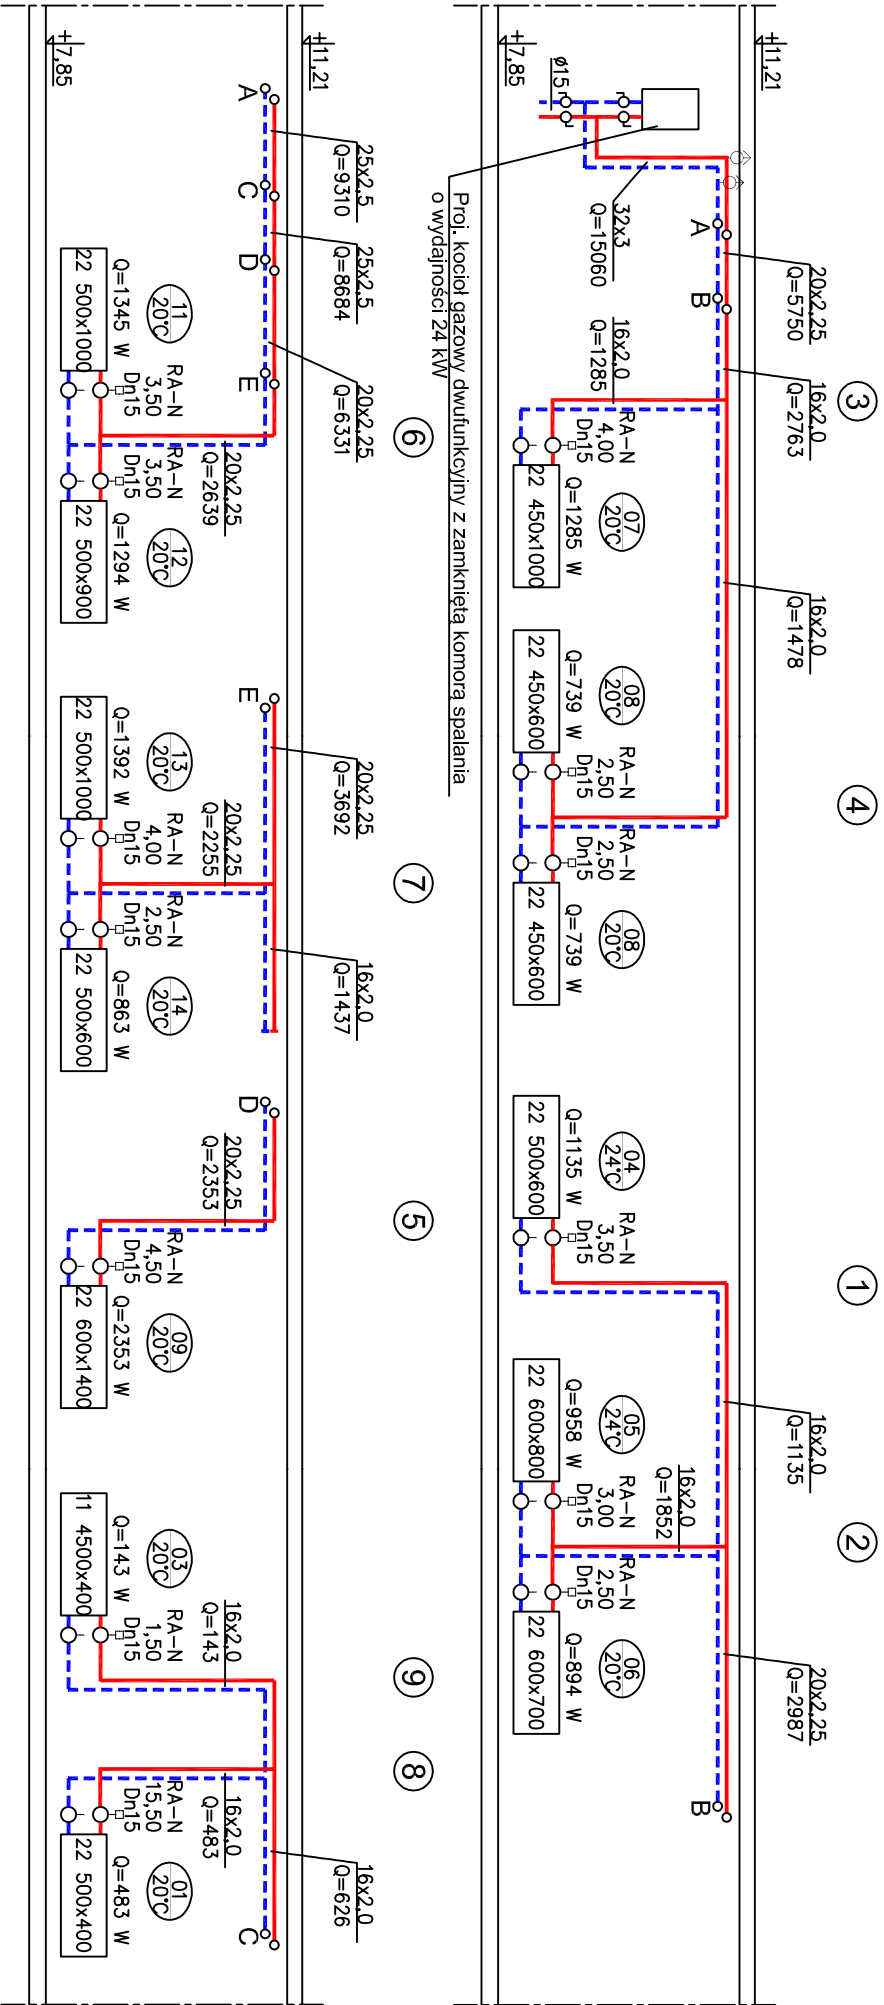 +11,21
+7,85
ø15
32x3
Q=15060
A
20x2,25
Q=5750
B
16x2,0
Q=2763
3
16x2,0
Q=1285
RA-N
4,00
Dn15
07
20°C
Q=1285 W
22 450x1000
16x2,0
Q=1478
08
20°C
Q=739 W
22 450x600
RA-N
2,50
Dn15
4
RA-N
2,50
Dn15
08
20°C
Q=739 W
22 450x600
04
24°C
Q=1135 W
22 500x600
RA-N
3,50
Dn15
1
16x2,0
Q=1135
05
24°C
Q=958 W
22 600x800
RA-N
3,00
Dn15
16x2,0
Q=1852
2
RA-N
2,50
Dn15
06
20°C
Q=894 W
22 600x700
20x2,25
Q=2987
B
Proj. kocioł gazowy dwufunkcyjny z zamkniętą komorą spalania
o wydajności 24 kW
+11,21
+7,85
A
25x2,5
Q=9310
C
25x2,5
Q=8684
D
20x2,25
Q=6331
E
6
11
20°C
Q=1345 W
22 500x1000
RA-N
3,50
Dn15
20x2,25
Q=2639
RA-N
3,50
Dn15
12
20°C
Q=1294 W
22 500x900
E
20x2,25
Q=3692
13
20°C
Q=1392 W
22 500x1000
RA-N
4,00
Dn15
20x2,25
Q=2255
7
RA-N
2,50
Dn15
14
20°C
Q=863 W
22 500x600
16x2,0
Q=1437
D
20x2,25
Q=2353
5
RA-N
4,50
Dn15
09
20°C
Q=2353 W
22 600x1400
03
20°C
Q=143 W
11 4500x400
RA-N
1,50
Dn15
16x2,0
Q=143
9
8
16x2,0
Q=483
RA-N
15,50
Dn15
01
20°C
Q=483 W
22 500x400
16x2,0
Q=626
C